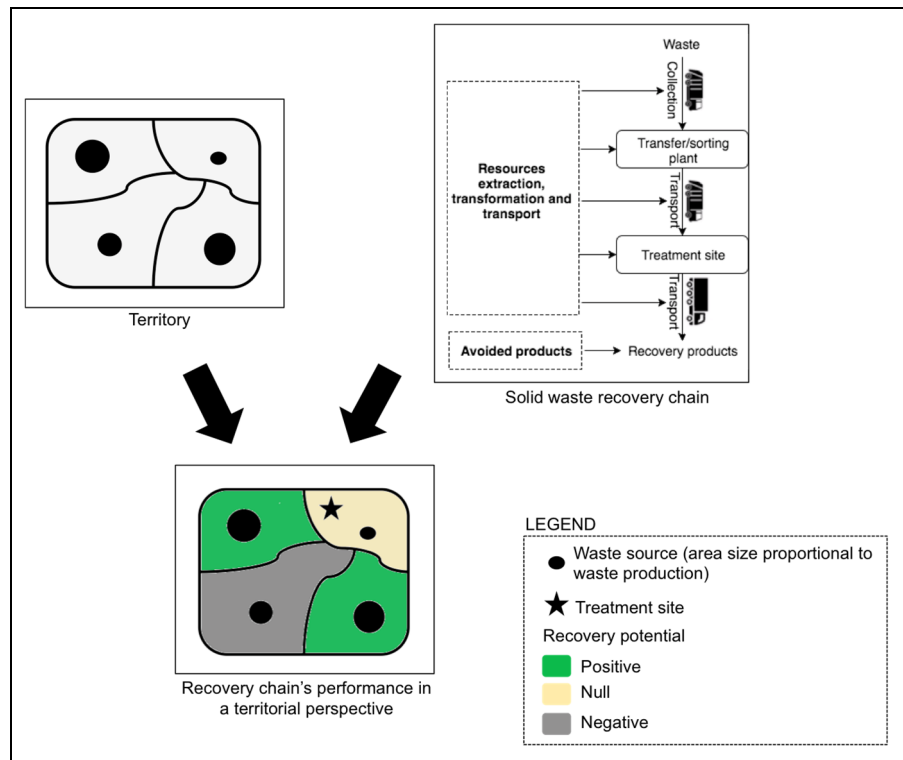 Territory
Waste
Collection
Transfer/sorting
plant
Transport
Treatment site
Transport
Recovery products
Resources
extraction,
transformation and
transport
Avoided products
Solid waste recovery chain
Recovery chain's performance in
a territorial perspective
LEGEND
Waste source (area size proportional to
waste production)
Treatment site
Recovery potential
Positive
Null
Negative